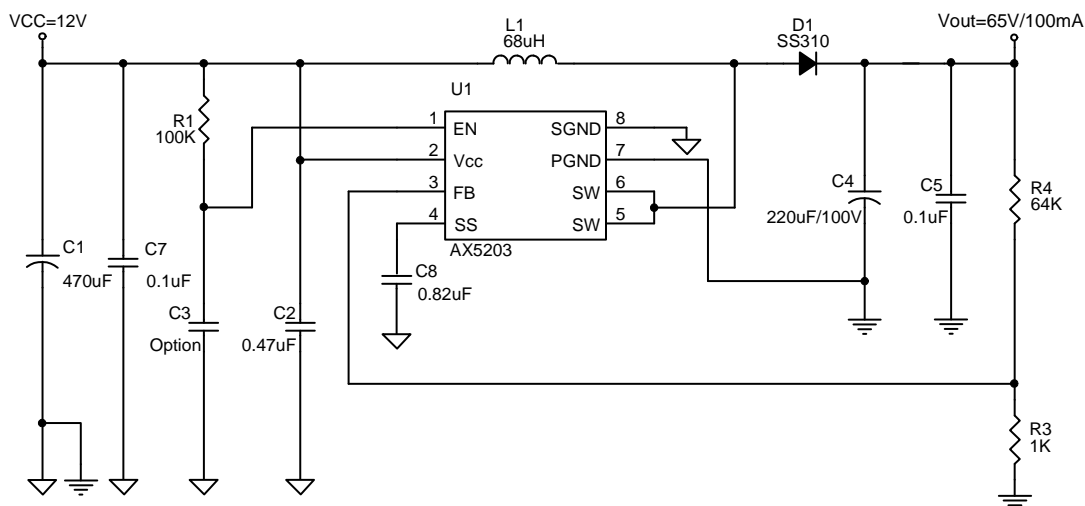 VCC=12V
L1
68uH
D1
SS310
Vout=65V/100mA
U1
R1
100K
1
EN
SGND
8
2
Vcc
PGND
7
3
FB
SW
6
4
SS
SW
5
AX5203
C4
220uF/100V
C5
0.1uF
R4
64K
C1
470uF
C7
0.1uF
C8
0.82uF
C3
Option
C2
0.47uF
R3
1K